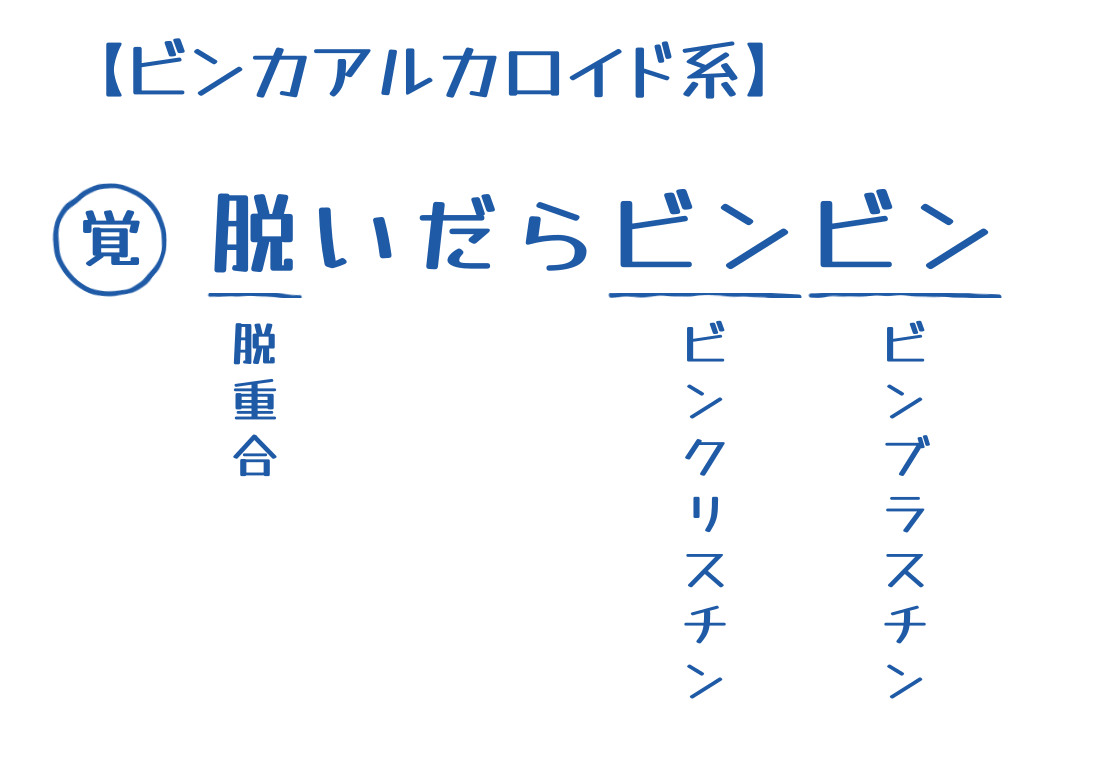 【ビンカアルカロイド系】
覚 脱いだらビンビン
脱重合
ビンクリスチン
ビンブラスチン